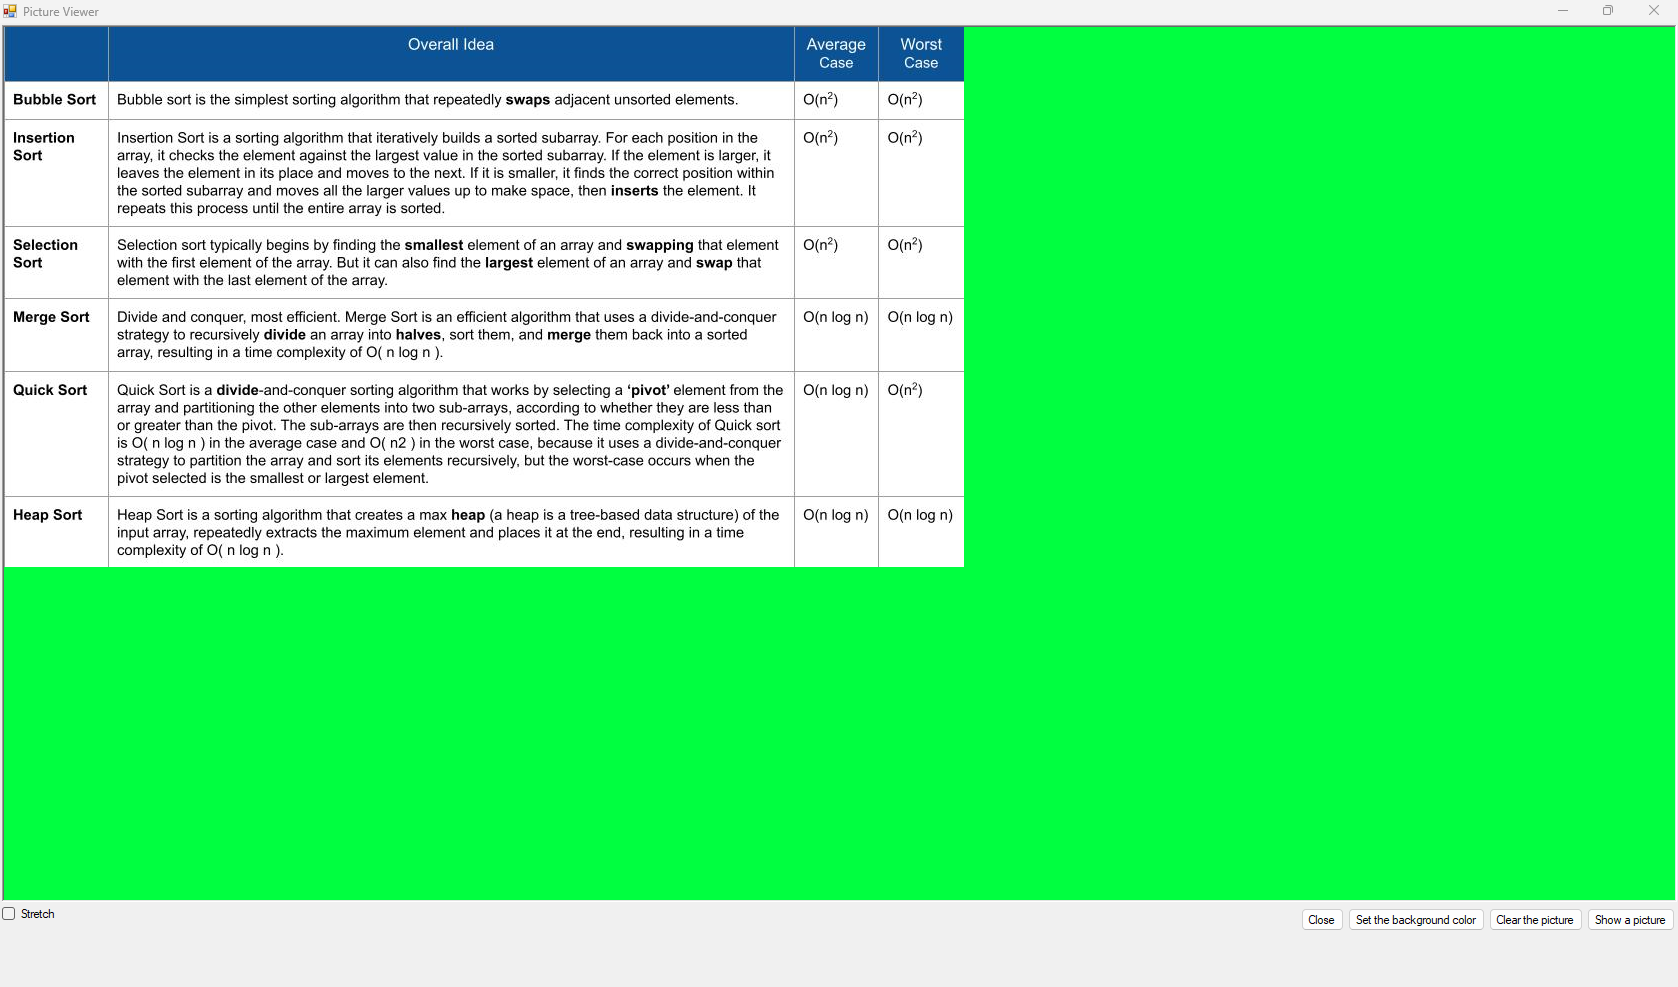 Picture Viewer
Overall Idea
Average
Case
Worst
Case
Bubble Sort
Bubble sort is the simplest sorting algorithm that repeatedly swaps adjacent unsorted elements.
O(n²)
O(n²)
Insertion
Sort
Insertion Sort is a sorting algorithm that iteratively builds a sorted subarray. For each position in the
array, it checks the element against the largest value in the sorted subarray. If the element is larger, it
leaves the element in its place and moves to the next. If it is smaller, it finds the correct position within
the sorted subarray and moves all the larger values up to make space, then inserts the element. It
repeats this process until the entire array is sorted.
O(n²)
O(n²)
Selection
Sort
Selection sort typically begins by finding the smallest element of an array and swapping that element
with the first element of the array. But it can also find the largest element of an array and swap that
element with the last element of the array.
O(n²)
O(n²)
Merge Sort
Divide and conquer, most efficient. Merge Sort is an efficient algorithm that uses a divide-and-conquer
strategy to recursively divide an array into halves, sort them, and merge them back into a sorted
array, resulting in a time complexity of O( n log n ).
O(n log n)
O(n log n)
Quick Sort
Quick Sort is a divide-and-conquer sorting algorithm that works by selecting a ‘pivot’ element from the
array and partitioning the other elements into two sub-arrays, according to whether they are less than
or greater than the pivot. The sub-arrays are then recursively sorted. The time complexity of Quick sort
is O( n log n ) in the average case and O( n2 ) in the worst case, because it uses a divide-and-conquer
strategy to partition the array and sort its elements recursively, but the worst-case occurs when the
pivot selected is the smallest or largest element.
O(n log n)
O(n²)
Heap Sort
Heap Sort is a sorting algorithm that creates a max heap (a heap is a tree-based data structure) of the
input array, repeatedly extracts the maximum element and places it at the end, resulting in a time
complexity of O( n log n ).
O(n log n)
O(n log n)
Stretch
Close
Set the background color
Clear the picture
Show a picture